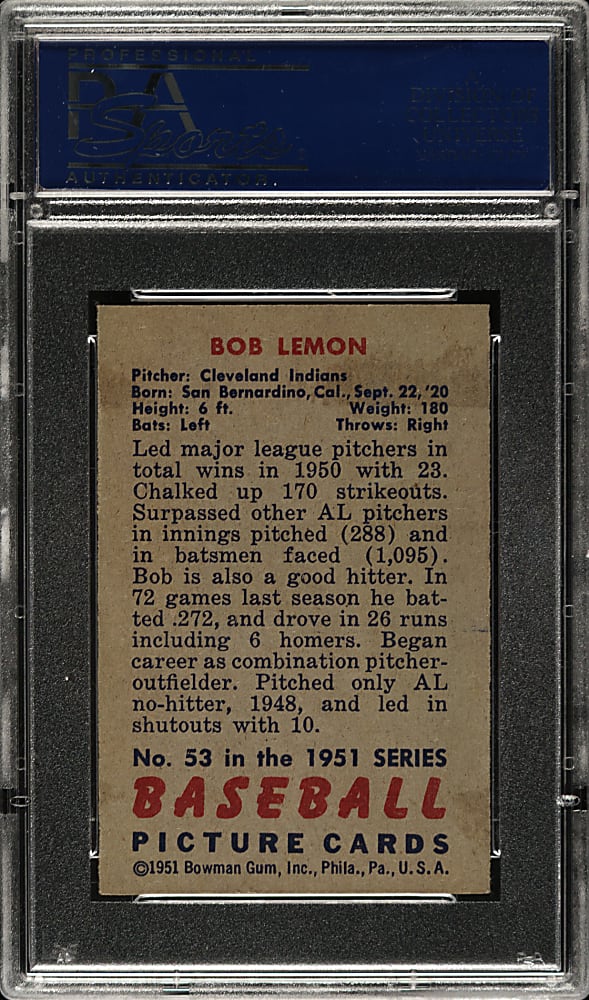 PROFESSIONAL
PSA
Sports
AUTHENTICATOR
A DIVISION OF
COLLECTORS
UNIVERSE
BOB LEMON
Pitcher: Cleveland Indians
Born: San Bernardino, Cal., Sept. 22, '20
Height: 6 ft. Weight: 180
Bats: Left Throws: Right
Led major league pitchers in
total wins in 1950 with 23.
Chalked up 170 strikeouts.
Surpassed other AL pitchers
in innings pitched (288) and
in batsmen faced (1,095).
Bob is also a good hitter. In
72 games last season he bat-
ted .272, and drove in 26 runs
including 6 homers. Began
career as combination pitcher-
outfielder. Pitched only AL
no-hitter, 1948, and led in
shutouts with 10.
No. 53 in the 1951 SERIES
BASEBALL
PICTURE CARDS
©1951 Bowman Gum, Inc., Phila., Pa., U.S.A.
PSA